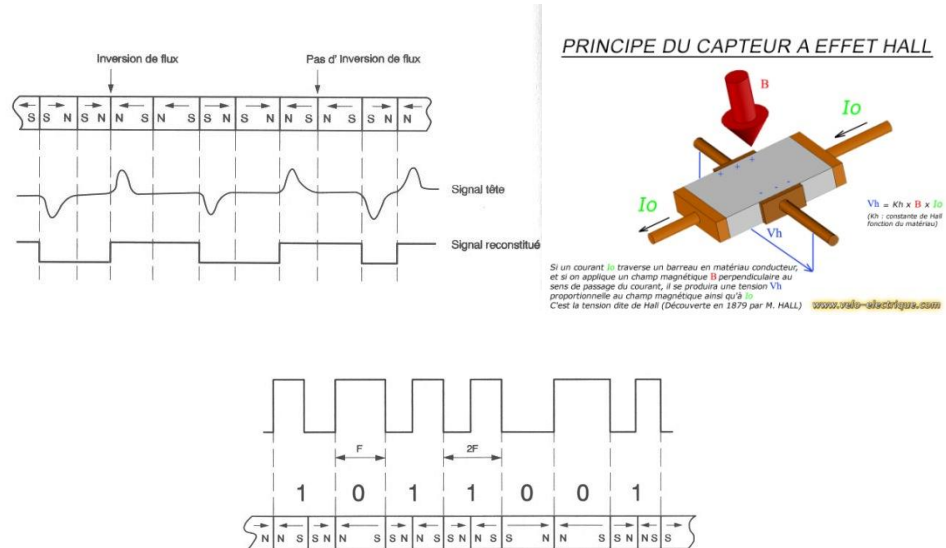 Inversion de flux
Pas d' Inversion de flux
S S N S N N S N S S N S N N S N S S N N
Signal tête
Signal reconstitué
PRINCIPE DU CAPTEUR A EFFET HALL
B
Io
+ + +
- - -
Io
Vh
Vh = Kh x B x Io
(Kh : constante de Hall
fonction du matériau)
Si un courant Io traverse un barreau en matériau conducteur,
et si on applique un champ magnétique B perpendiculaire au
sens de passage du courant, il se produira une tension Vh
proportionnelle au champ magnétique ainsi qu'à Io
C'est la tension dite de Hall (Découverte en 1879 par M. HALL)
www.velo-electrique.com
F
2F
1 0 1 1 0 0 1
N N S S N N S S N N S S N N S S N N S S N N S S